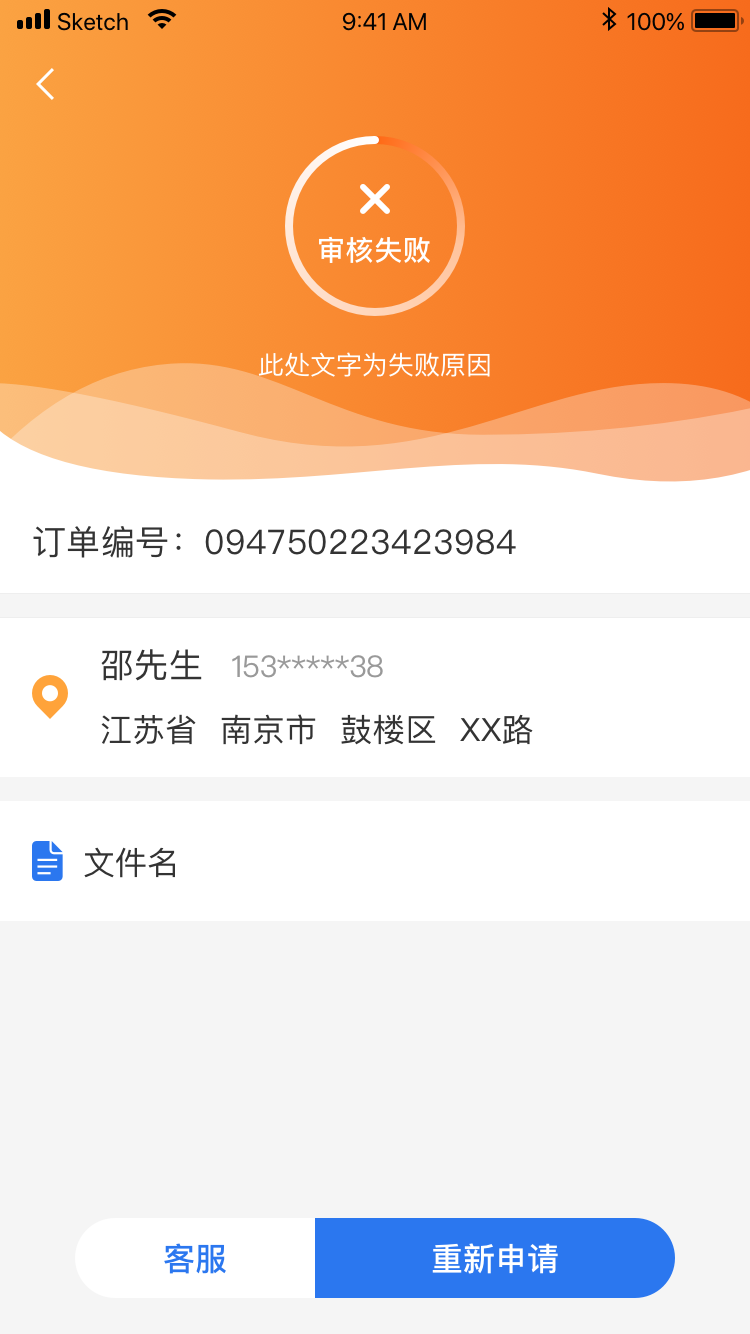 Sketch 9:41 AM 100%
审核失败
此处文字为失败原因
订单编号：094750223423984
邵先生 153*****38
江苏省 南京市 鼓楼区 XX路
文件名
客服 重新申请